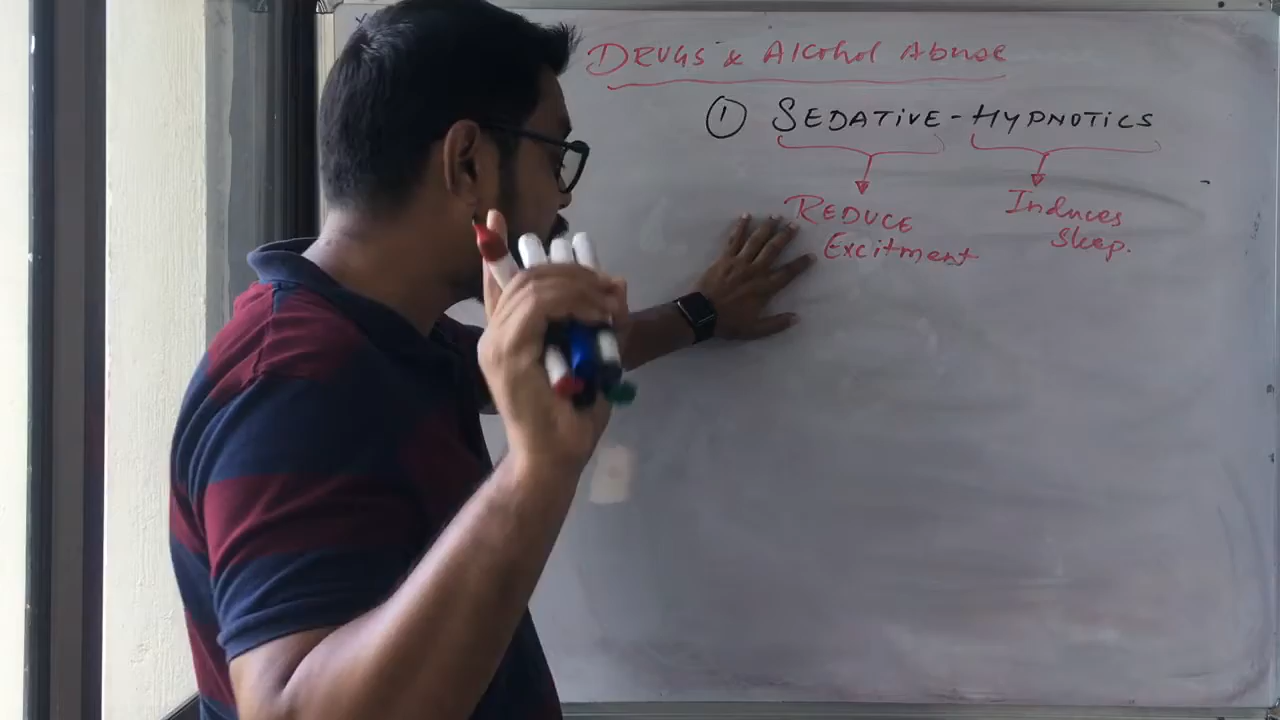 DRUGS & Alcohol Abuse
① SEDATIVE-HYPNOTICS
REDUCE
Excitment
Induces
Sleep.